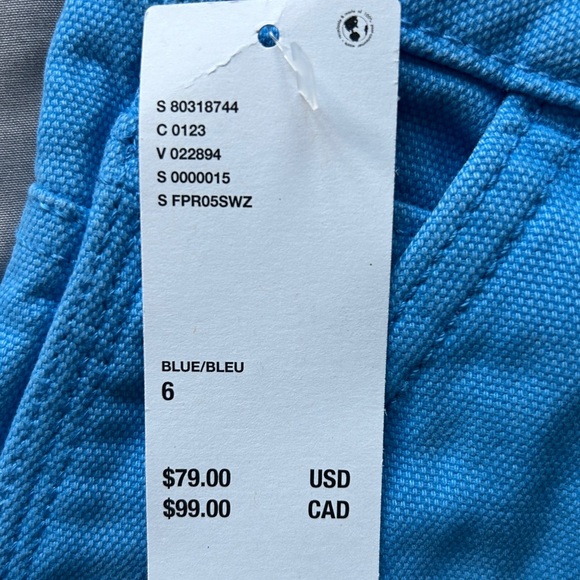 S 80318744
C 0123
V 022894
S 0000015
S FPR05SWZ
BLUE/BLEU
6
$79.00 USD
$99.00 CAD